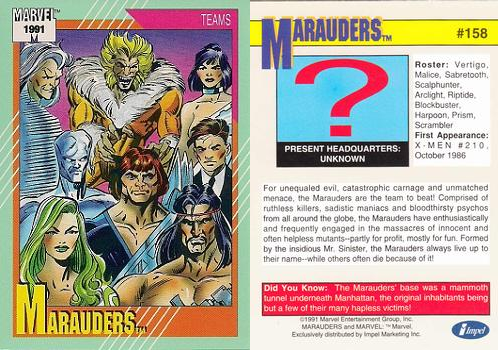 MARVEL
1991
M
TEAMS
MARAUDERS™
MARAUDERS™
#158
?
PRESENT HEADQUARTERS:
UNKNOWN
Roster: Vertigo,
Malice, Sabretooth,
Scalphunter,
Arclight, Riptide,
Blockbuster,
Harpoon, Prism,
Scrambler
First Appearance:
X-MEN #210,
October 1986
For unequaled evil, catastrophic carnage and unmatched
menace, the Marauders are the team to beat! Comprised of
ruthless killers, sadistic maniacs and bloodthirsty psychos
from all around the globe, the Marauders have enthusiastically
and frequently engaged in the massacres of innocent and
often helpless mutants--partly for profit, mostly for fun. Formed
by the insidious Mr. Sinister, the Marauders always live up to
their name--while others often die because of it!
Did You Know: The Marauders' base was a mammoth
tunnel underneath Manhattan, the original inhabitants being
but a few of their many hapless victims!
©1991 Marvel Entertainment Group, Inc.
MARAUDERS and MARVEL: ™ Marvel.
Exclusively distributed by Impel Marketing Inc.
Impel